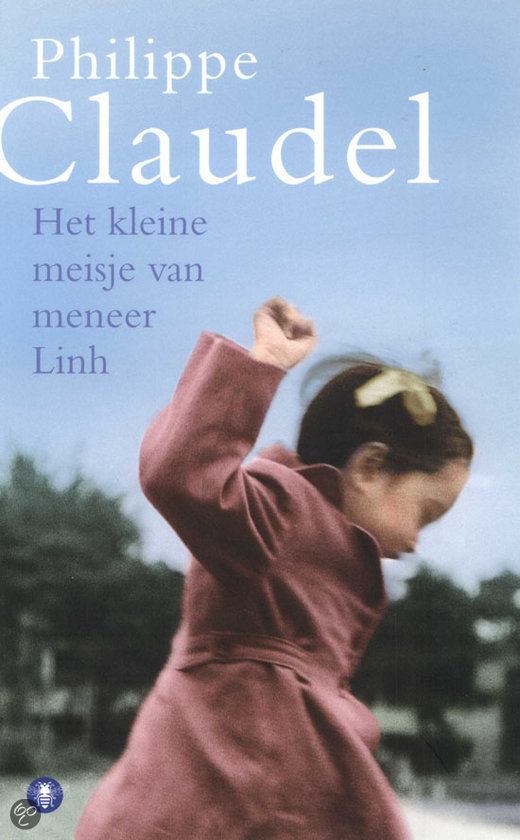 Philippe
Claudel
Het kleine
meisje van
meneer
Linh